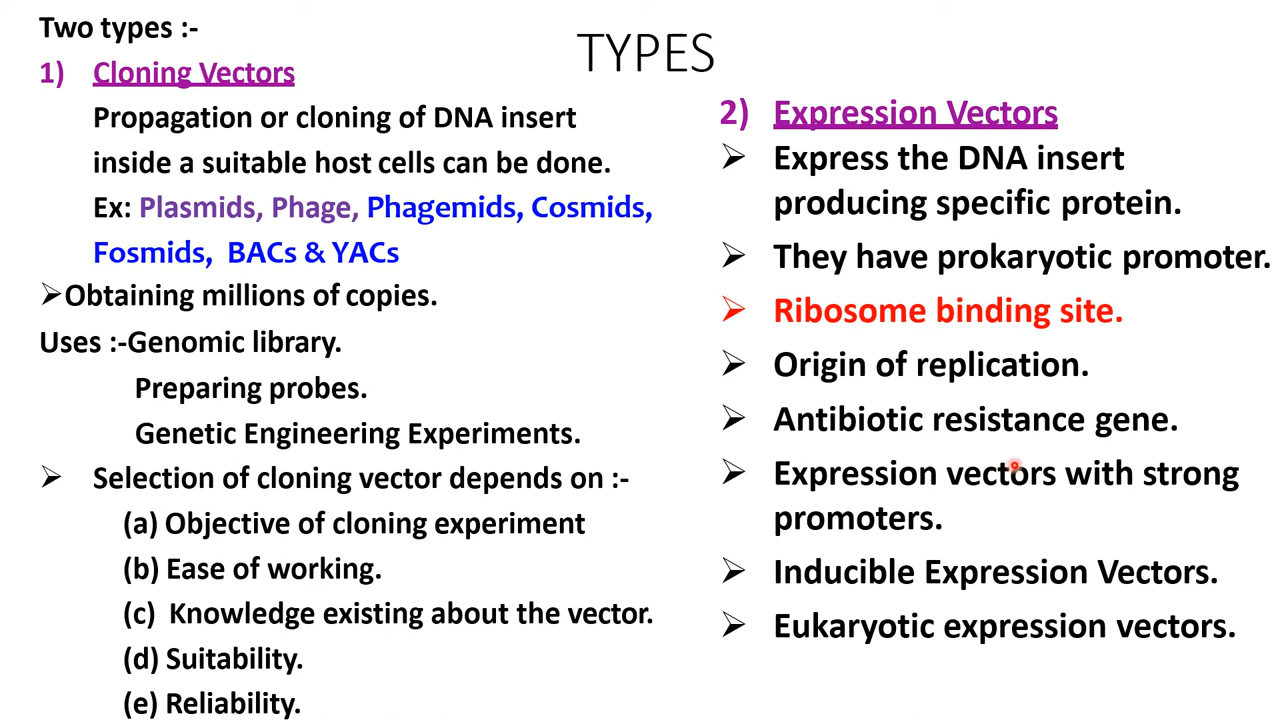 TYPES
Two types :-
1) Cloning Vectors
Propagation or cloning of DNA insert
inside a suitable host cells can be done.
Ex: Plasmids, Phage, Phagemids, Cosmids,
Fosmids, BACs & YACs
➢Obtaining millions of copies.
Uses :-Genomic library.
Preparing probes.
Genetic Engineering Experiments.
➢ Selection of cloning vector depends on :-
(a) Objective of cloning experiment
(b) Ease of working.
(c) Knowledge existing about the vector.
(d) Suitability.
(e) Reliability.
2) Expression Vectors
➢ Express the DNA insert
producing specific protein.
➢ They have prokaryotic promoter.
➢ Ribosome binding site.
➢ Origin of replication.
➢ Antibiotic resistance gene.
➢ Expression vectors with strong
promoters.
➢ Inducible Expression Vectors.
➢ Eukaryotic expression vectors.